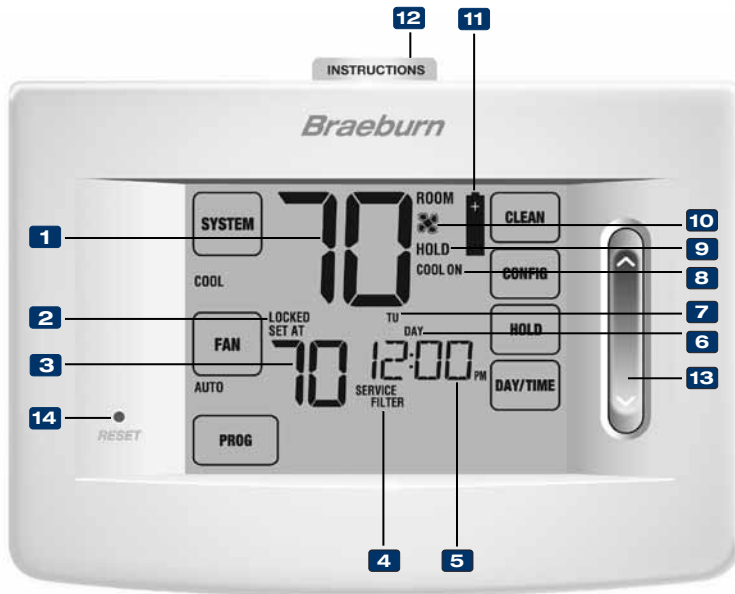 12 11
INSTRUCTIONS
Braeburn
SYSTEM 70 ROOM + CLEAN
1 10
HOLD 9
COOL COOL ON CONFIG 8
2 LOCKED TU 7
SET AT DAY HOLD 6
FAN
3 70 12:00 PM DAY/TIME 13
AUTO SERVICE
FILTER
14
RESET PROG
4 5